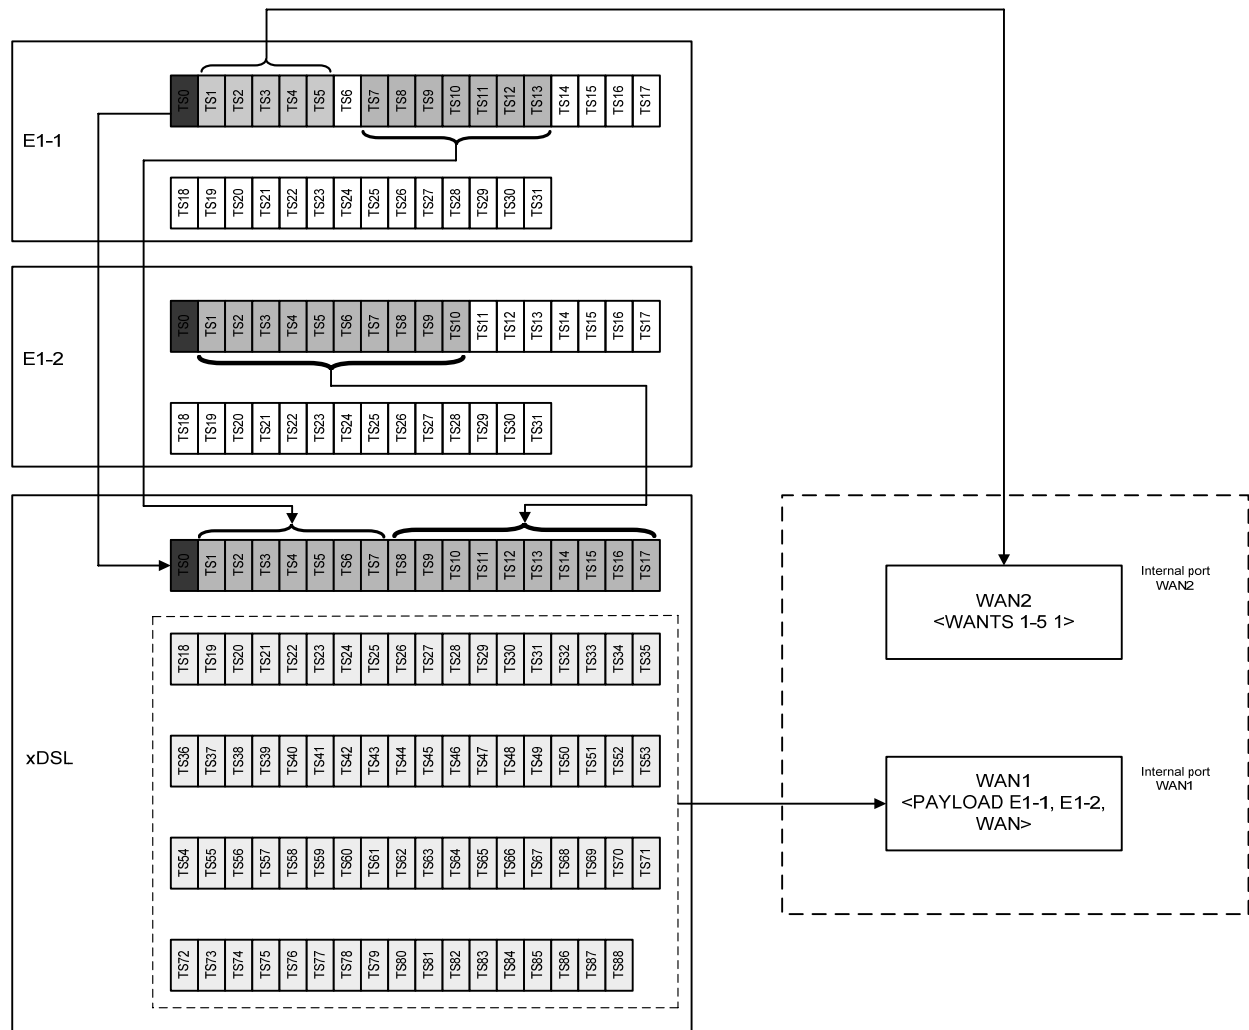 E1-1
TS0 TS1 TS2 TS3 TS4 TS5 TS6 TS7 TS8 TS9 TS10 TS11 TS12 TS13 TS14 TS15 TS16 TS17
TS18 TS19 TS20 TS21 TS22 TS23 TS24 TS25 TS26 TS27 TS28 TS29 TS30 TS31
E1-2
TS0 TS1 TS2 TS3 TS4 TS5 TS6 TS7 TS8 TS9 TS10 TS11 TS12 TS13 TS14 TS15 TS16 TS17
TS18 TS19 TS20 TS21 TS22 TS23 TS24 TS25 TS26 TS27 TS28 TS29 TS30 TS31
xDSL
TS0 TS1 TS2 TS3 TS4 TS5 TS6 TS7 TS8 TS9 TS10 TS11 TS12 TS13 TS14 TS15 TS16 TS17
TS18 TS19 TS20 TS21 TS22 TS23 TS24 TS25 TS26 TS27 TS28 TS29 TS30 TS31 TS32 TS33 TS34 TS35
TS36 TS37 TS38 TS39 TS40 TS41 TS42 TS43 TS44 TS45 TS46 TS47 TS48 TS49 TS50 TS51 TS52 TS53
TS54 TS55 TS56 TS57 TS58 TS59 TS60 TS61 TS62 TS63 TS64 TS65 TS66 TS67 TS68 TS69 TS70 TS71
TS72 TS73 TS74 TS75 TS76 TS77 TS78 TS79 TS80 TS81 TS82 TS83 TS84 TS85 TS86 TS87 TS88
WAN2
<WANTS 1-5 1>
Internal port
WAN2
WAN1
<PAYLOAD E1-1, E1-2,
WAN>
Internal port
WAN1